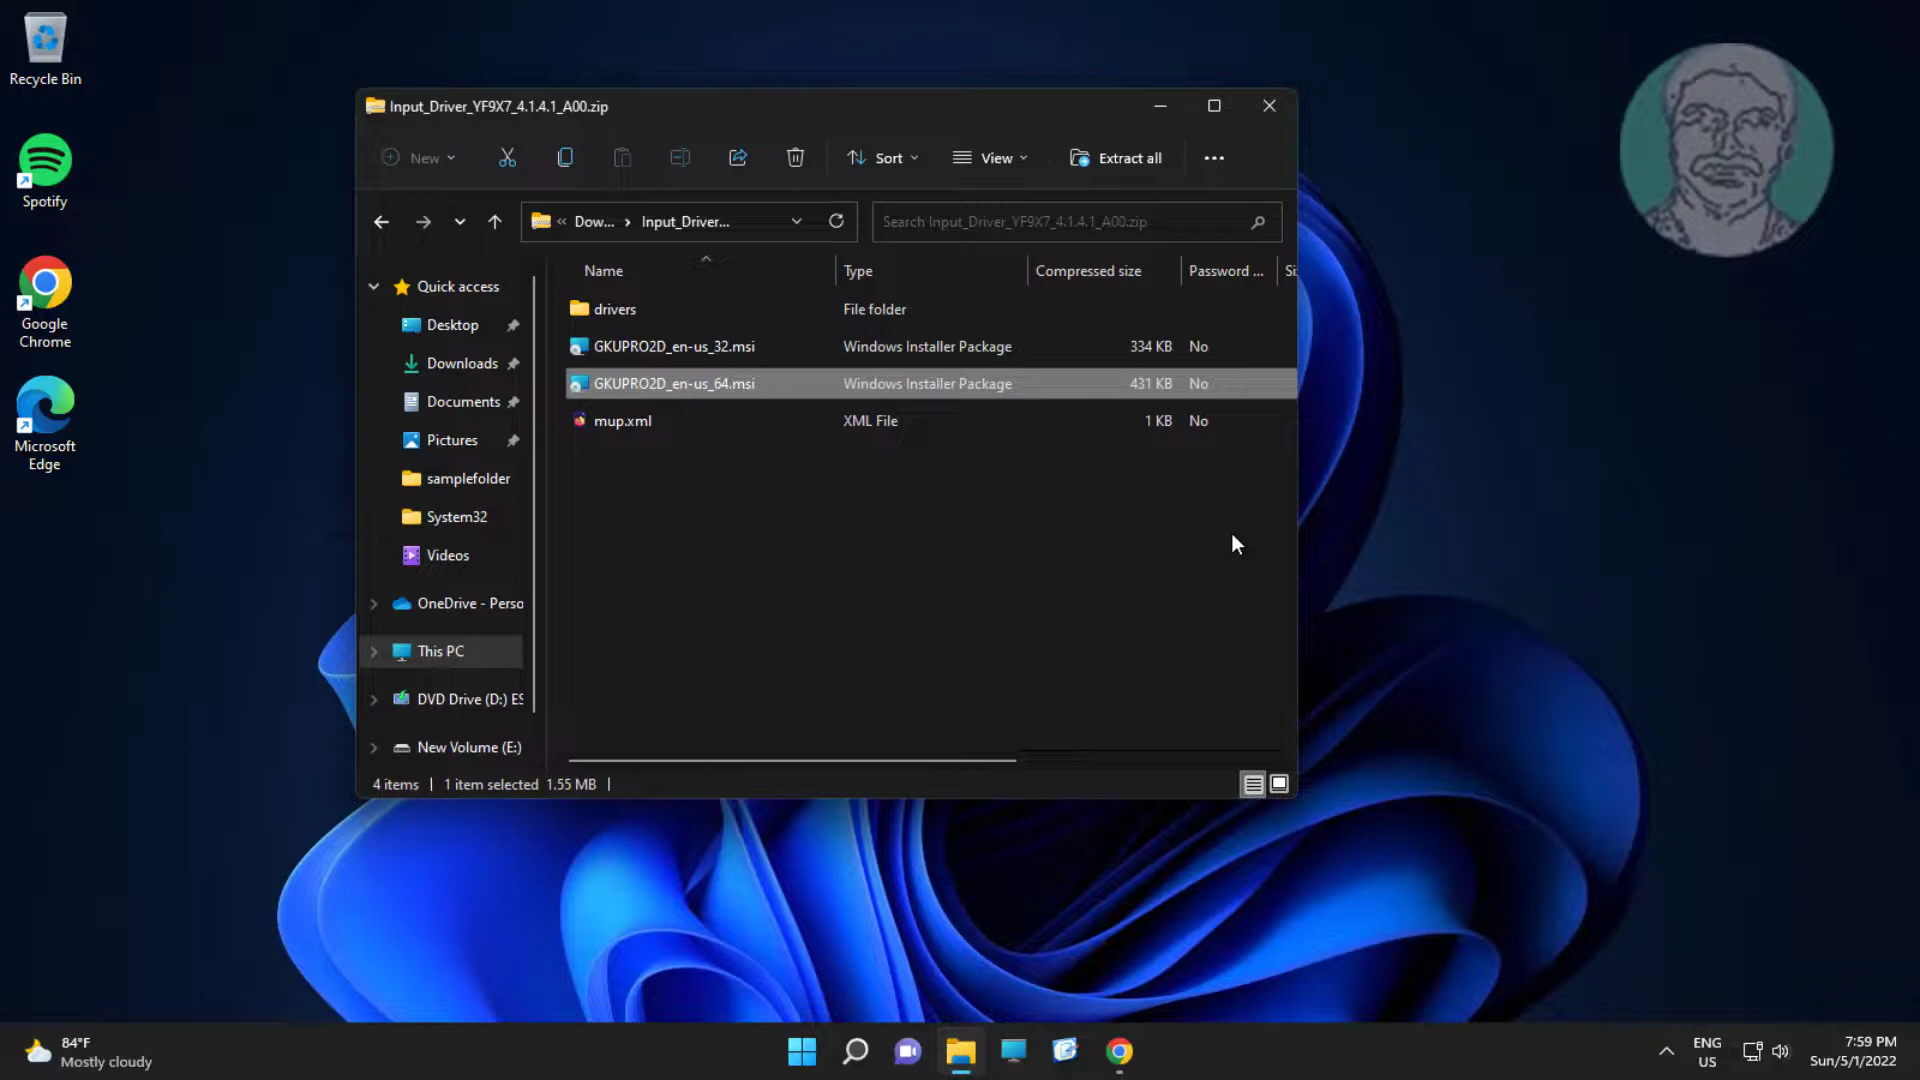 Recycle Bin
Spotify
Google
Chrome
Microsoft
Edge
Input_Driver_YF9X7_4.1.4.1_A00.zip
New
Sort
View
Extract all
« Dow... › Input_Driver...
Search Input_Driver_YF9X7_4.1.4.1_A00.zip
Quick access
Desktop
Downloads
Documents
Pictures
samplefolder
System32
Videos
OneDrive - Perso
This PC
DVD Drive (D:) ES
New Volume (E:)
Name Type Compressed size Password ... Si
drivers File folder
GKUPRO2D_en-us_32.msi Windows Installer Package 334 KB No
GKUPRO2D_en-us_64.msi Windows Installer Package 431 KB No
mup.xml XML File 1 KB No
4 items 1 item selected 1.55 MB
84°F
Mostly cloudy
ENG
US
7:59 PM
Sun/5/1/2022